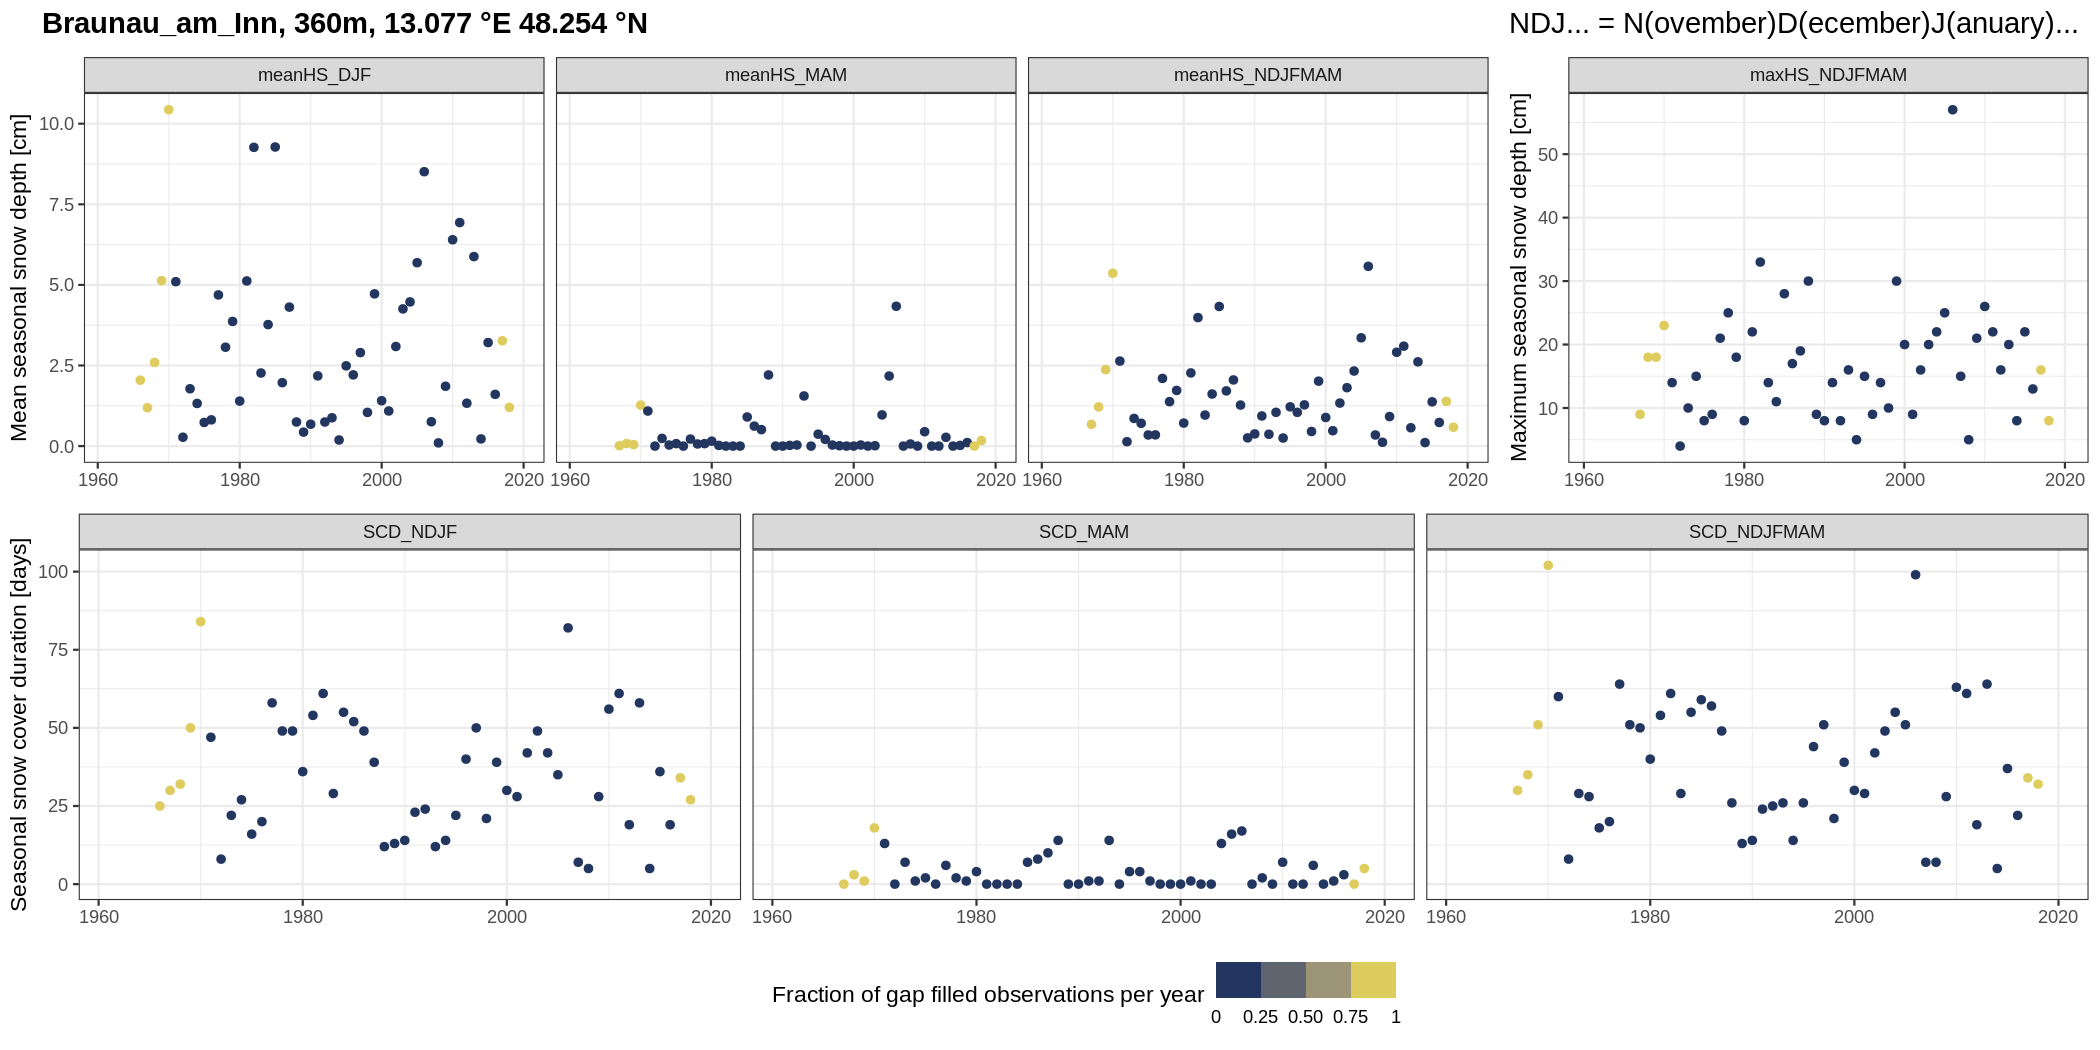 Braunau_am_Inn, 360m, 13.077 °E 48.254 °N
NDJ... = N(ovember)D(ecember)J(anuary)...
meanHS_DJF
meanHS_MAM
meanHS_NDJFMAM
maxHS_NDJFMAM
Mean seasonal snow depth [cm]
10.0
7.5
5.0
2.5
0.0
1960 1980 2000 2020
1960 1980 2000 2020
1960 1980 2000 2020
Maximum seasonal snow depth [cm]
50
40
30
20
10
1960 1980 2000 2020
SCD_NDJF
SCD_MAM
SCD_NDJFMAM
Seasonal snow cover duration [days]
100
75
50
25
0
1960 1980 2000 2020
1960 1980 2000 2020
1960 1980 2000 2020
Fraction of gap filled observations per year
0 0.25 0.50 0.75 1